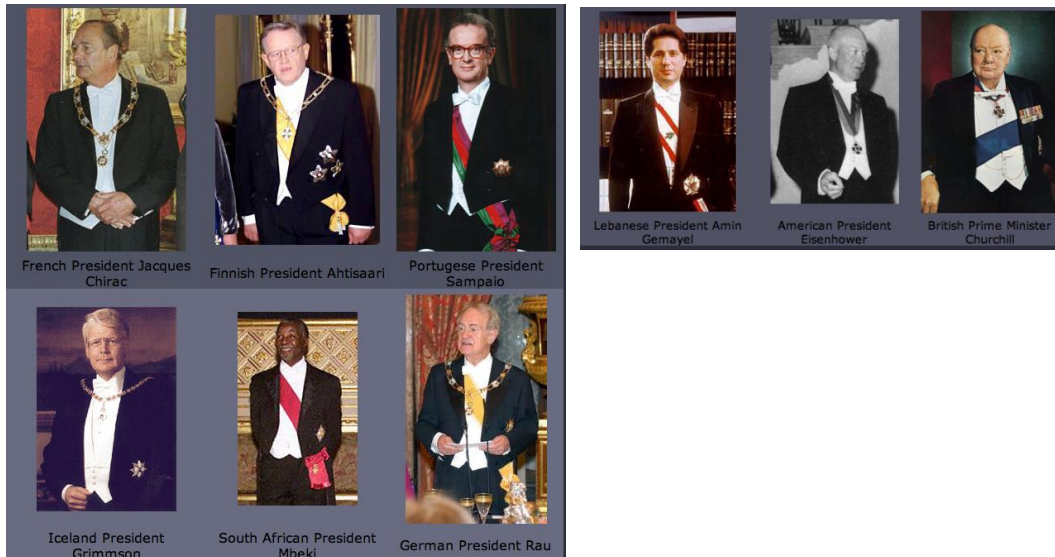 French President Jacques
Chirac
Finnish President Ahtisaari
Portugese President
Sampaio
Lebanese President Amin
Gemayel
American President
Eisenhower
British Prime Minister
Churchill
Iceland President
Grimmson
South African President
Mbeki
German President Rau